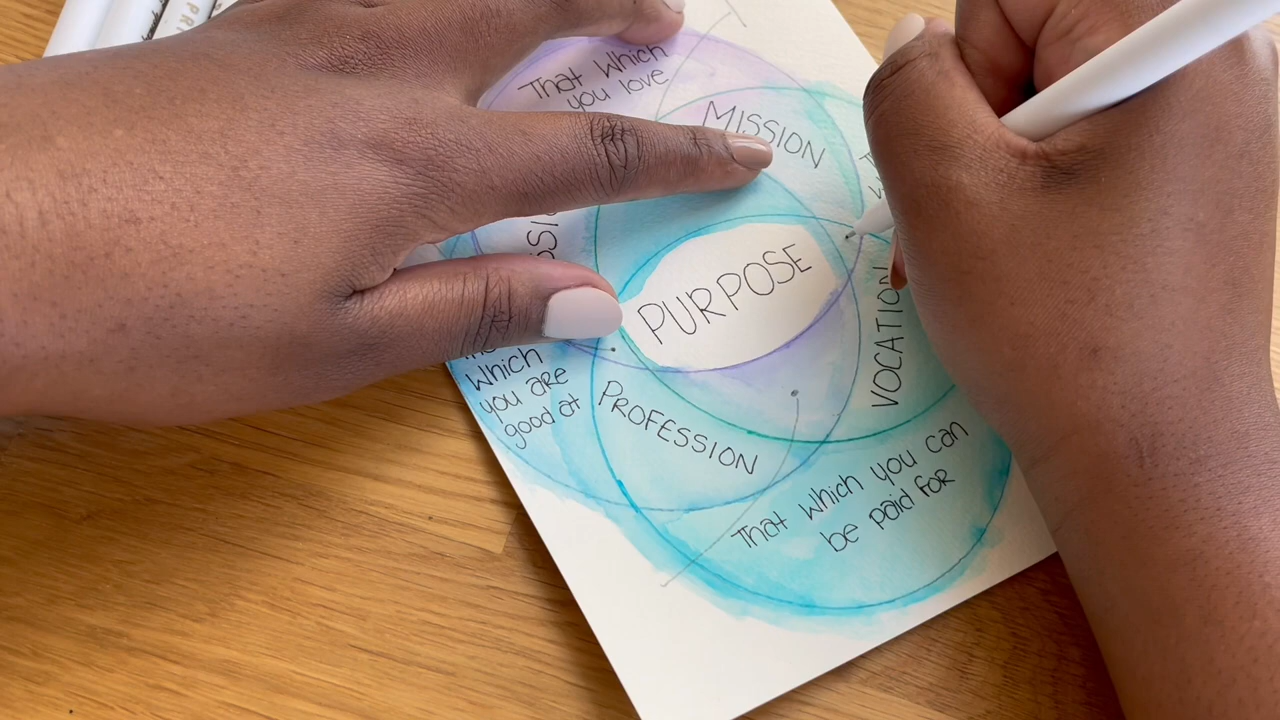 That Which
you love
MISSION
PURPOSE
VOCATION
Which
you are
good at
PROFESSION
That which you can
be paid for